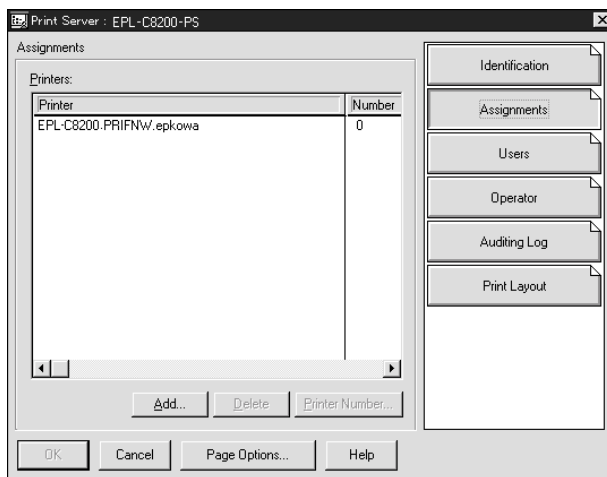 Print Server : EPL-C8200-PS
Assignments
Printers:
Printer Number
EPL-C8200.PRIFNW.epkowa 0
Add... Delete Printer Number...
OK Cancel Page Options... Help
Identification
Assignments
Users
Operator
Auditing Log
Print Layout